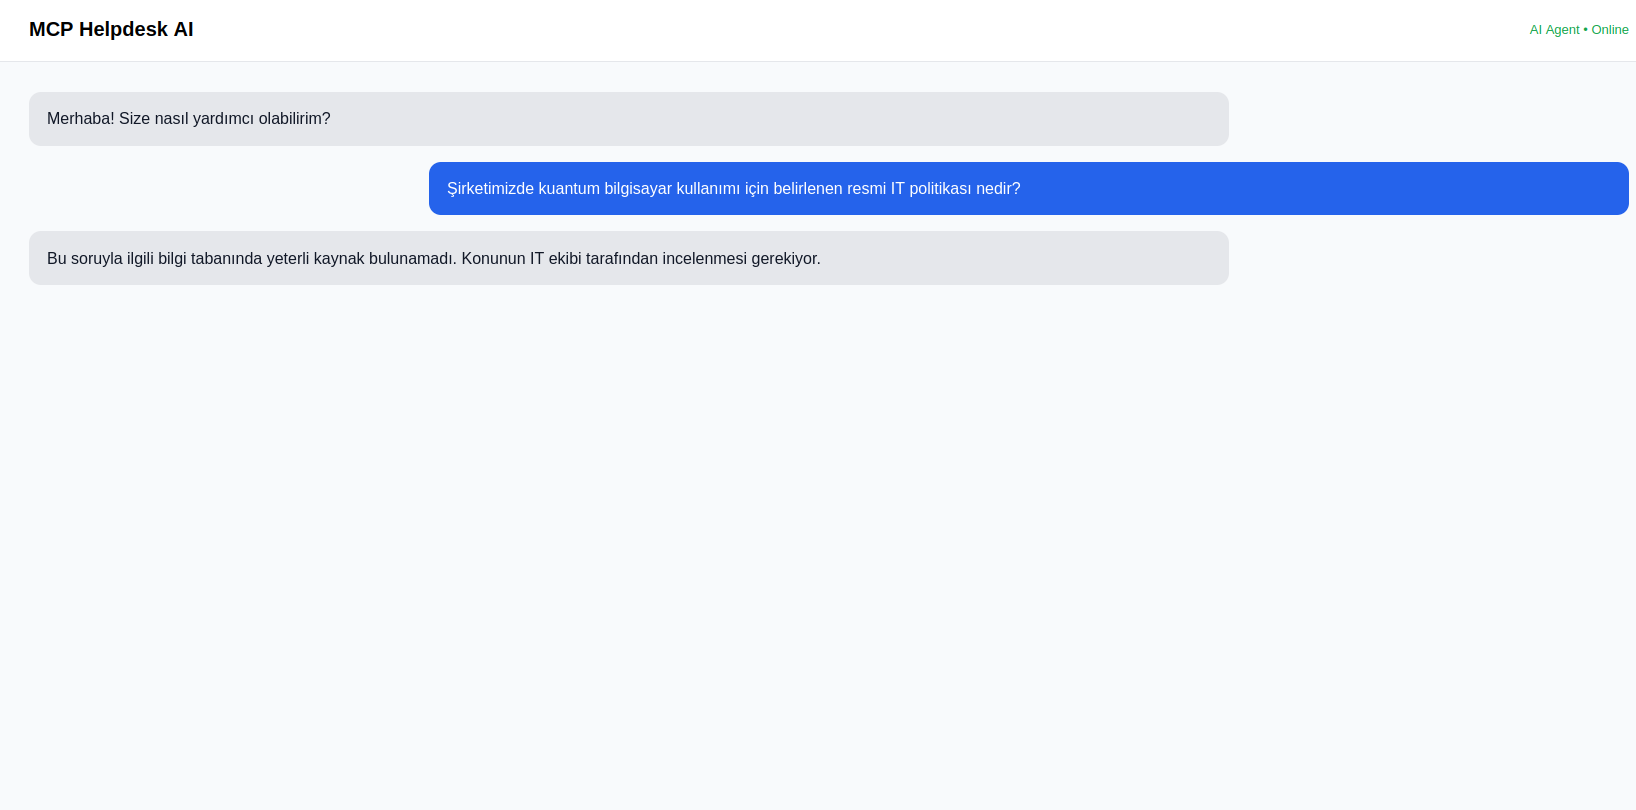 MCP Helpdesk AI
AI Agent • Online
Merhaba! Size nasıl yardımcı olabilirim?
Şirketimizde kuantum bilgisayar kullanımı için belirlenen resmi IT politikası nedir?
Bu soruyla ilgili bilgi tabanında yeterli kaynak bulunamadı. Konunun IT ekibi tarafından incelenmesi gerekiyor.